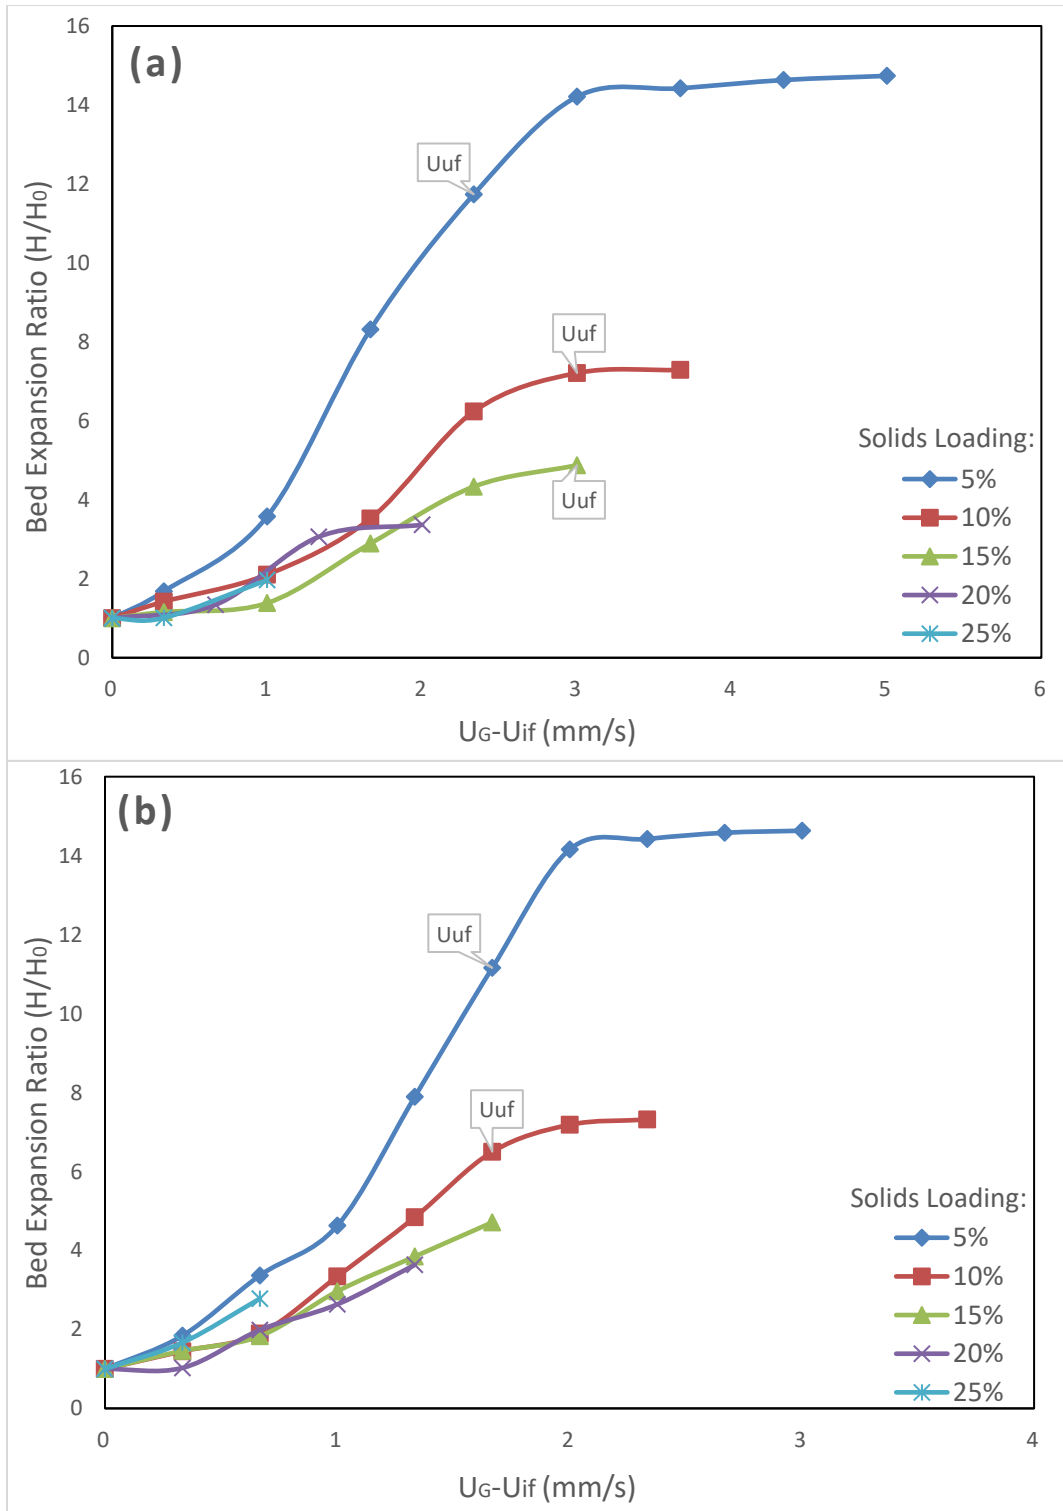 (a)
16
14
12
10
8
6
4
2
0
Bed Expansion Ratio (H/H0)
Uuf
Uuf
Uuf
Solids Loading:
5%
10%
15%
20%
25%
0 1 2 3 4 5 6
UG-Uif (mm/s)
(b)
16
14
12
10
8
6
4
2
0
Bed Expansion Ratio (H/H0)
Uuf
Uuf
Solids Loading:
5%
10%
15%
20%
25%
0 1 2 3 4
UG-Uif (mm/s)